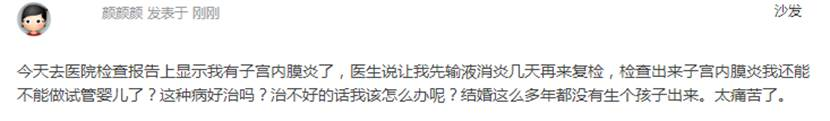 颜颜颜 发表于 刚刚
沙发
今天去医院检查报告上显示我有子宫内膜炎了，医生说让我先输液消炎几天再来复检，检查出来子宫内膜炎我还能
不能做试管婴儿了？这种病好治吗？治不好的话我该怎么办呢？结婚这么多年都没有生个孩子出来。太痛苦了。